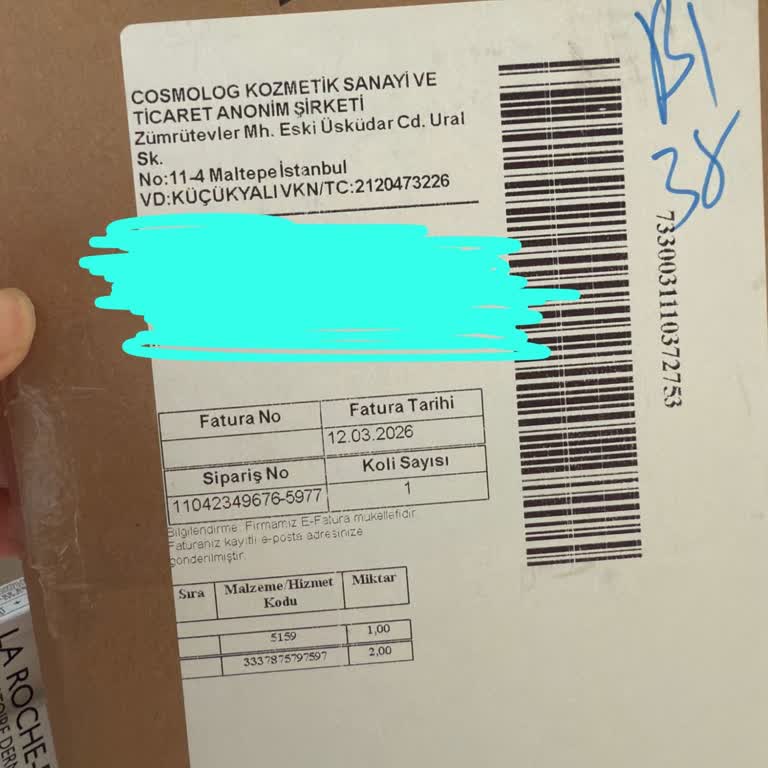 COSMOLOG KOZMETİK SANAYİ VE
TİCARET ANONİM ŞİRKETİ
Zümrütevler Mh. Eski Üsküdar Cd. Ural
Sk.
No:11-4 Maltepe İstanbul
VD:KÜÇÜKYALI VKN/TC:2120473226
B1
38
7330031110372753
Fatura No
Fatura Tarihi
12.03.2026
Sipariş No
Koli Sayısı
11042349676-5977
1
Bilgilendirme: Firmamız E-Fatura mükellefidir.
Faturanız kayıtlı e-posta adresinize
gönderilmiştir.
Sıra
Malzeme/Hizmet
Kodu
Miktar
5159
1,00
3337875797597
2,00
LA ROCHE-